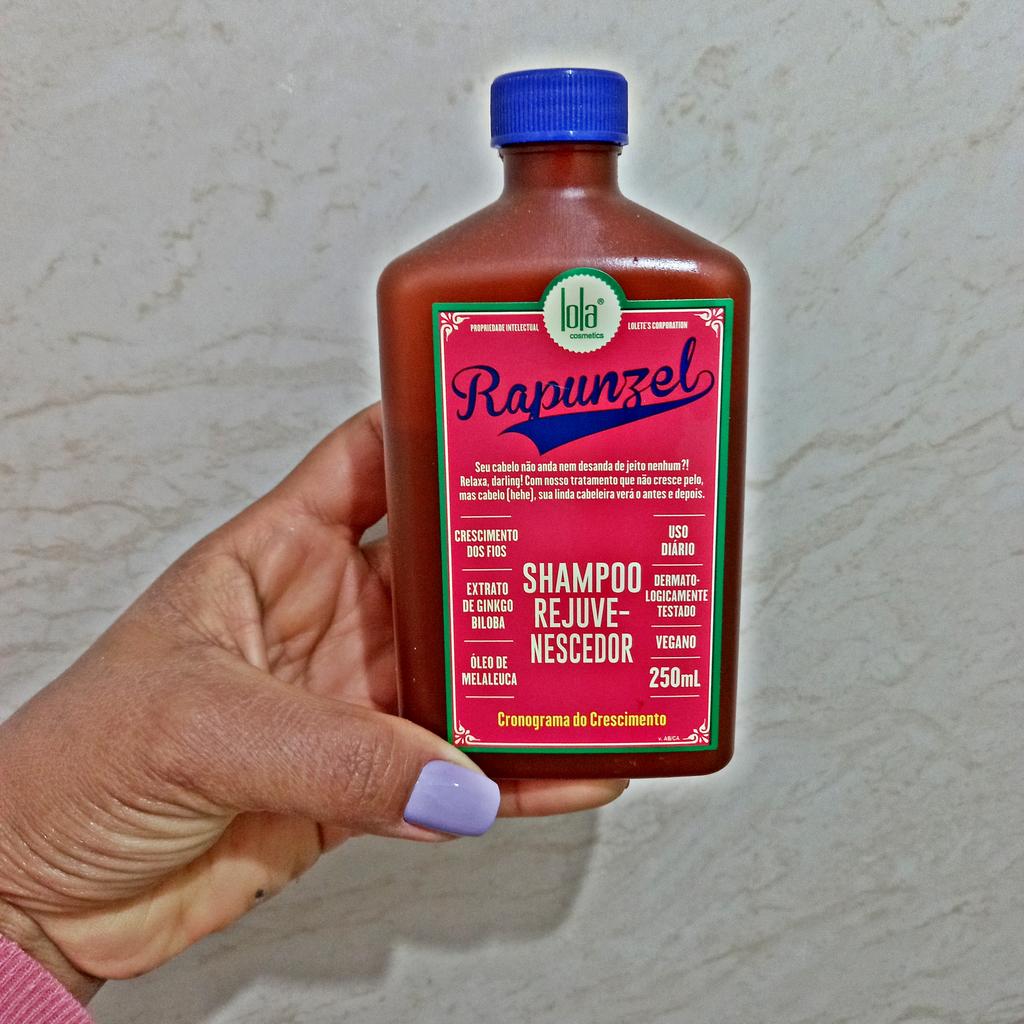 lola®
cosmetics
PROPRIEDADE INTELECTUAL
LOLETE'S CORPORATION
Rapunzel
Seu cabelo não anda nem desanda de jeito nenhum?!
Relaxa, darling! Com nosso tratamento que não cresce pelo,
mas cabelo (hehe), sua linda cabeleira verá o antes e depois.
CRESCIMENTO
DOS FIOS
EXTRATO
DE GINKGO
BILOBA
ÓLEO DE
MELALEUCA
SHAMPOO
REJUVE-
NESCEDOR
USO
DIÁRIO
DERMATO-
LOGICAMENTE
TESTADO
VEGANO
250mL
Cronograma do Crescimento